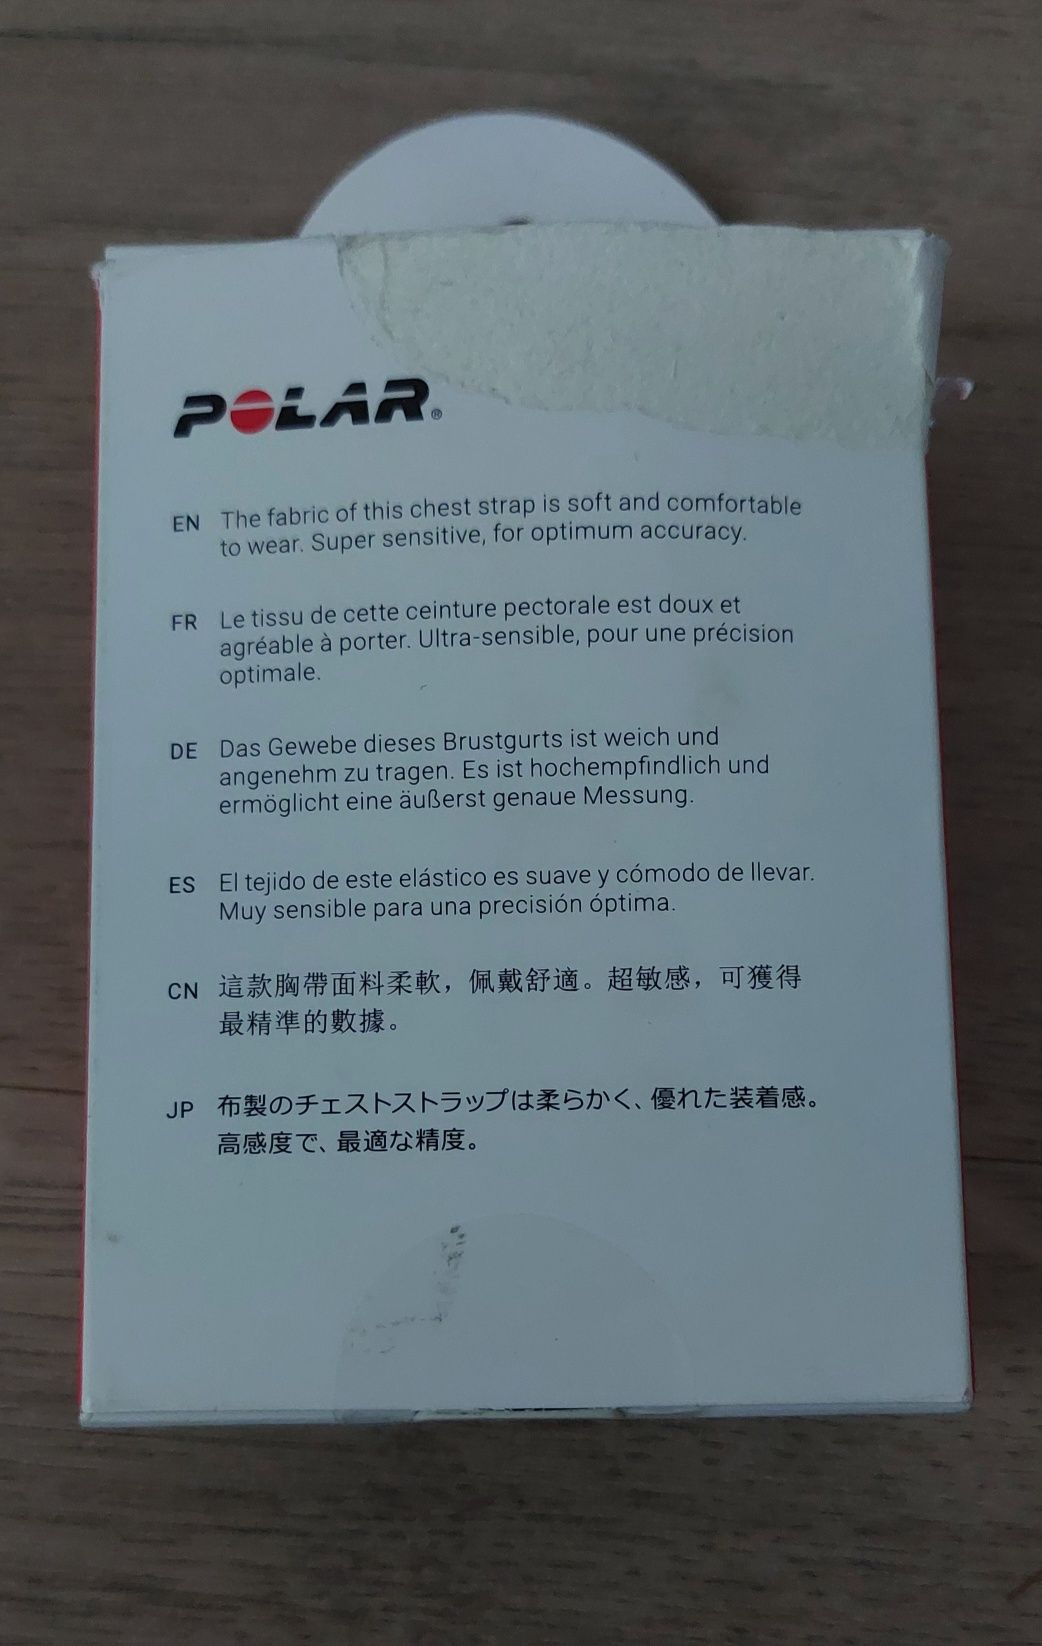 POLAR®
EN The fabric of this chest strap is soft and comfortable
to wear. Super sensitive, for optimum accuracy.
FR Le tissu de cette ceinture pectorale est doux et
agréable à porter. Ultra-sensible, pour une précision
optimale.
DE Das Gewebe dieses Brustgurts ist weich und
angenehm zu tragen. Es ist hochempfindlich und
ermöglicht eine äußerst genaue Messung.
ES El tejido de este elástico es suave y cómodo de llevar.
Muy sensible para una precisión óptima.
CN 這款胸帶面料柔軟，佩戴舒適。超敏感，可獲得
最精準的數據。
JP 布製のチェストストラップは柔らかく、優れた装着感。
高感度で、最適な精度。